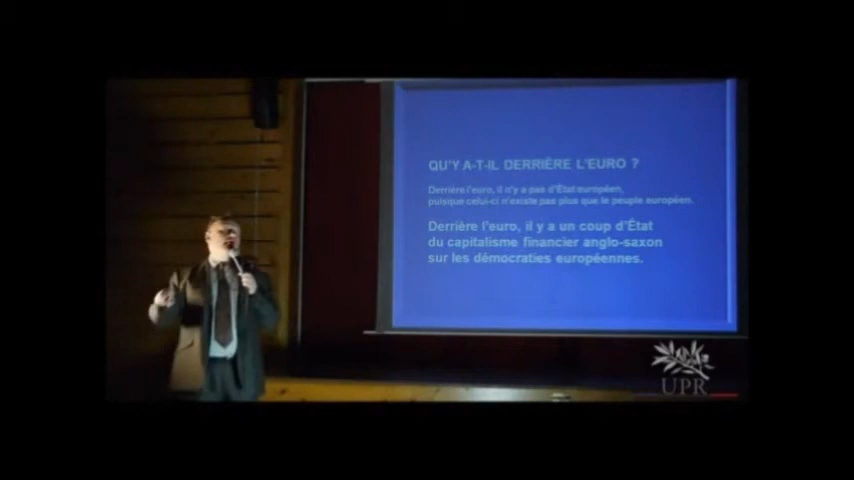 QU'Y A-T-IL DERRIÈRE L'EURO ?
Derrière l'euro, il n'y a pas d'État européen,
puisque celui-ci n'existe pas plus que le peuple européen.
Derrière l'euro, il y a un coup d'État
du capitalisme financier anglo-saxon
sur les démocraties européennes.
UPR